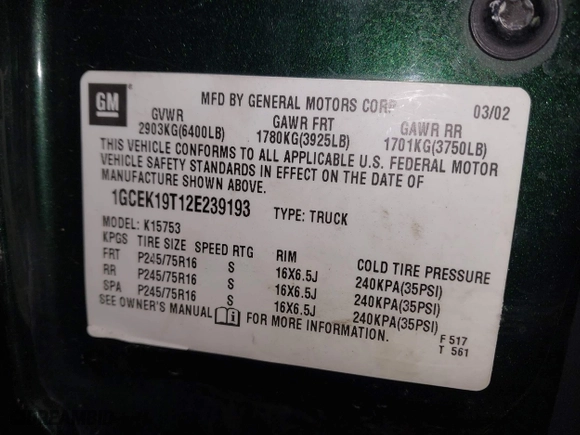 GM
MFD BY GENERAL MOTORS CORP
03/02
GVWR GAWR FRT GAWR RR
2903KG(6400LB) 1780KG(3925LB) 1701KG(3750LB)
THIS VEHICLE CONFORMS TO ALL APPLICABLE U.S. FEDERAL MOTOR
VEHICLE SAFETY STANDARDS IN EFFECT ON THE DATE OF
MANUFACTURE SHOWN ABOVE.
1GCEK19T12E239193 TYPE: TRUCK
MODEL: K15753
KPGS TIRE SIZE SPEED RTG RIM COLD TIRE PRESSURE
FRT P245/75R16 S 16X6.5J 240KPA(35PSI)
RR P245/75R16 S 16X6.5J 240KPA(35PSI)
SPA P245/75R16 S 16X6.5J 240KPA(35PSI)
SEE OWNER'S MANUAL FOR MORE INFORMATION.
F 517
T 561